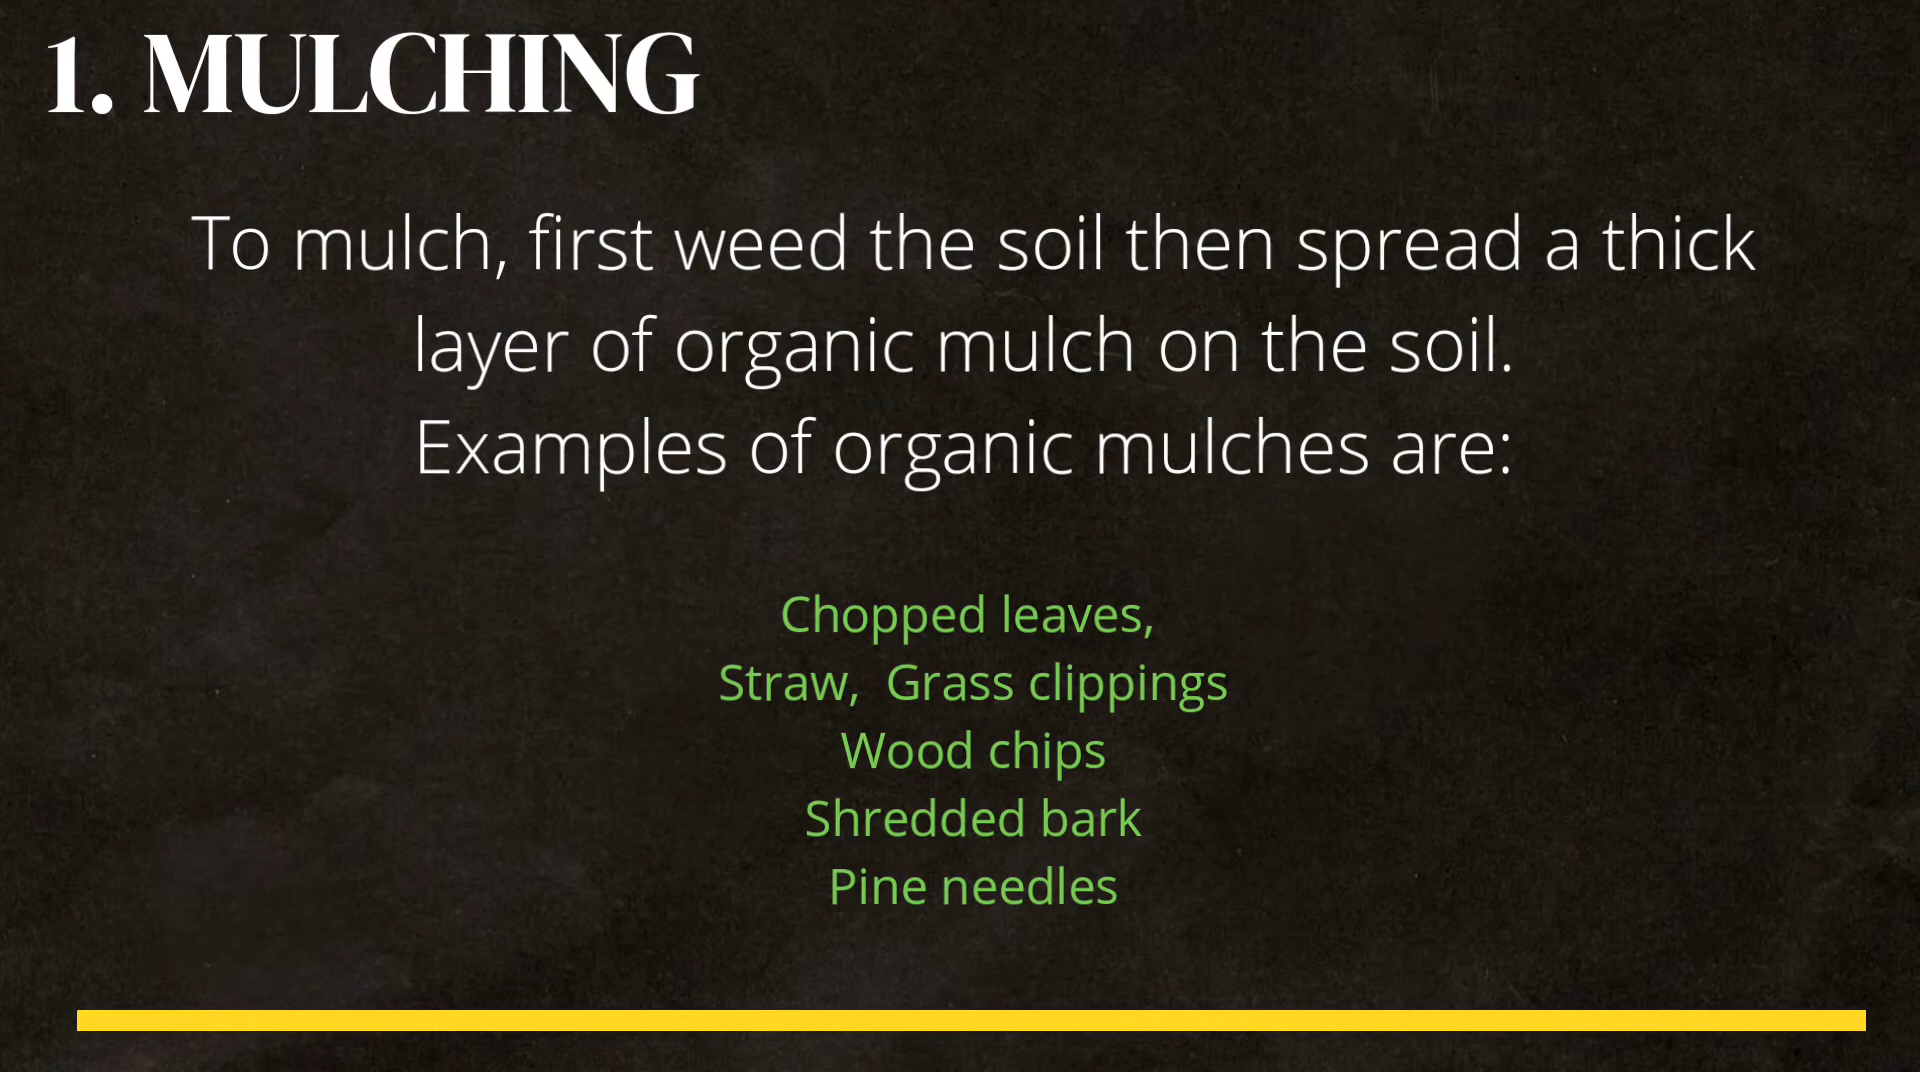 1. MULCHING
To mulch, first weed the soil then spread a thick
layer of organic mulch on the soil.
Examples of organic mulches are:
Chopped leaves,
Straw,  Grass clippings
Wood chips
Shredded bark
Pine needles